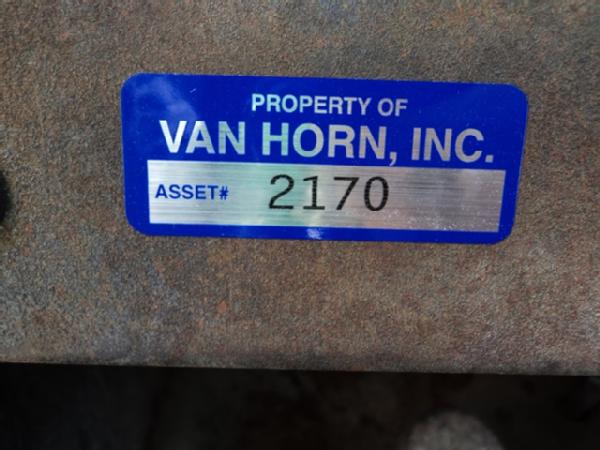 PROPERTY OF
VAN HORN, INC.
ASSET# 2170